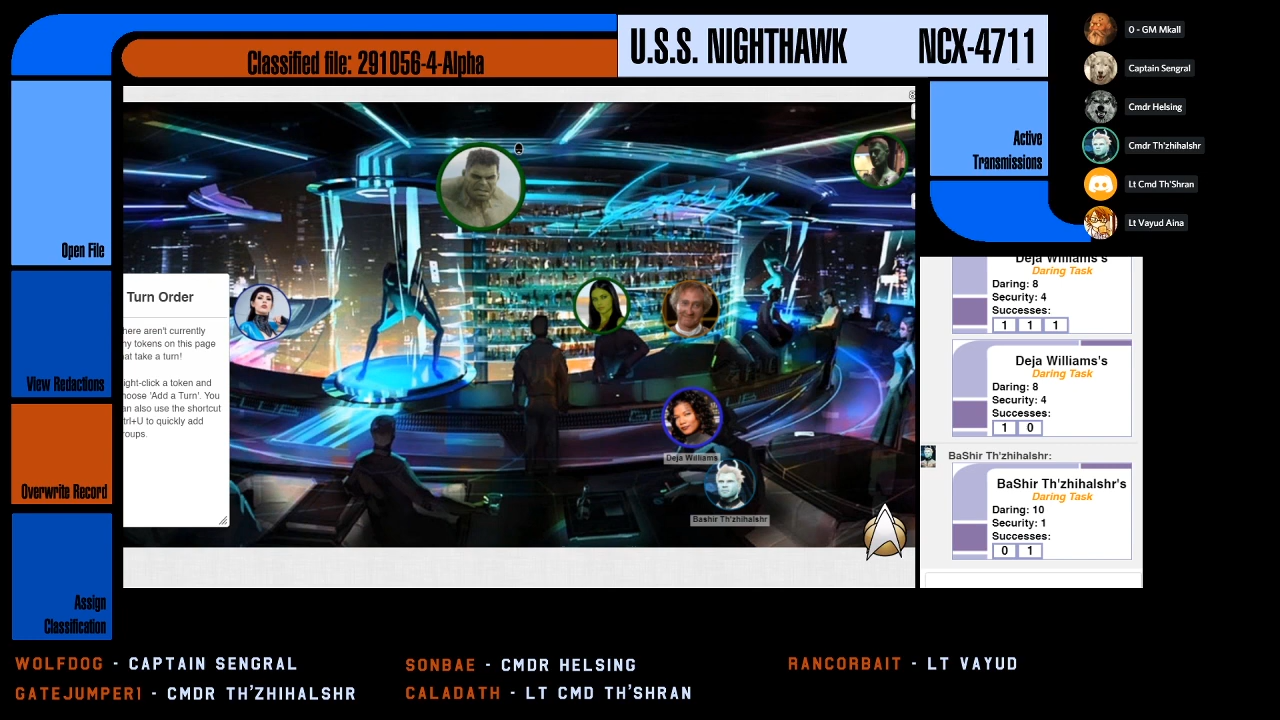 Classified file: 291056-4-Alpha
U.S.S. NIGHTHAWK NCX-4711
Open File
View Redactions
Overwrite Record
Assign
Classification
Active
Transmissions
0 - GM Mkall
Captain Sengral
Cmdr Helsing
Cmdr Th'zhihalshr
Lt Cmd Th'Shran
Lt Vayud Aina
Turn Order
here aren't currently
ny tokens on this page
at take a turn!
ight-click a token and
hoose 'Add a Turn'. You
an also use the shortcut
trl+U to quickly add
roups.
Deja Williams
Bashir Th'zhihalshr
Deja Williams's
Daring Task
Daring: 8
Security: 4
Successes:
1 1 1
Deja Williams's
Daring Task
Daring: 8
Security: 4
Successes:
1 0
BaShir Th'zhihalshr:
BaShir Th'zhihalshr's
Daring Task
Daring: 10
Security: 1
Successes:
0 1
WOLFDOG - CAPTAIN SENGRAL
SONBAE - CMDR HELSING
RANCORBAIT - LT VAYUD
GATEJUMPER1 - CMDR TH'ZHIHALSHR
CALADATH - LT CMD TH'SHRAN